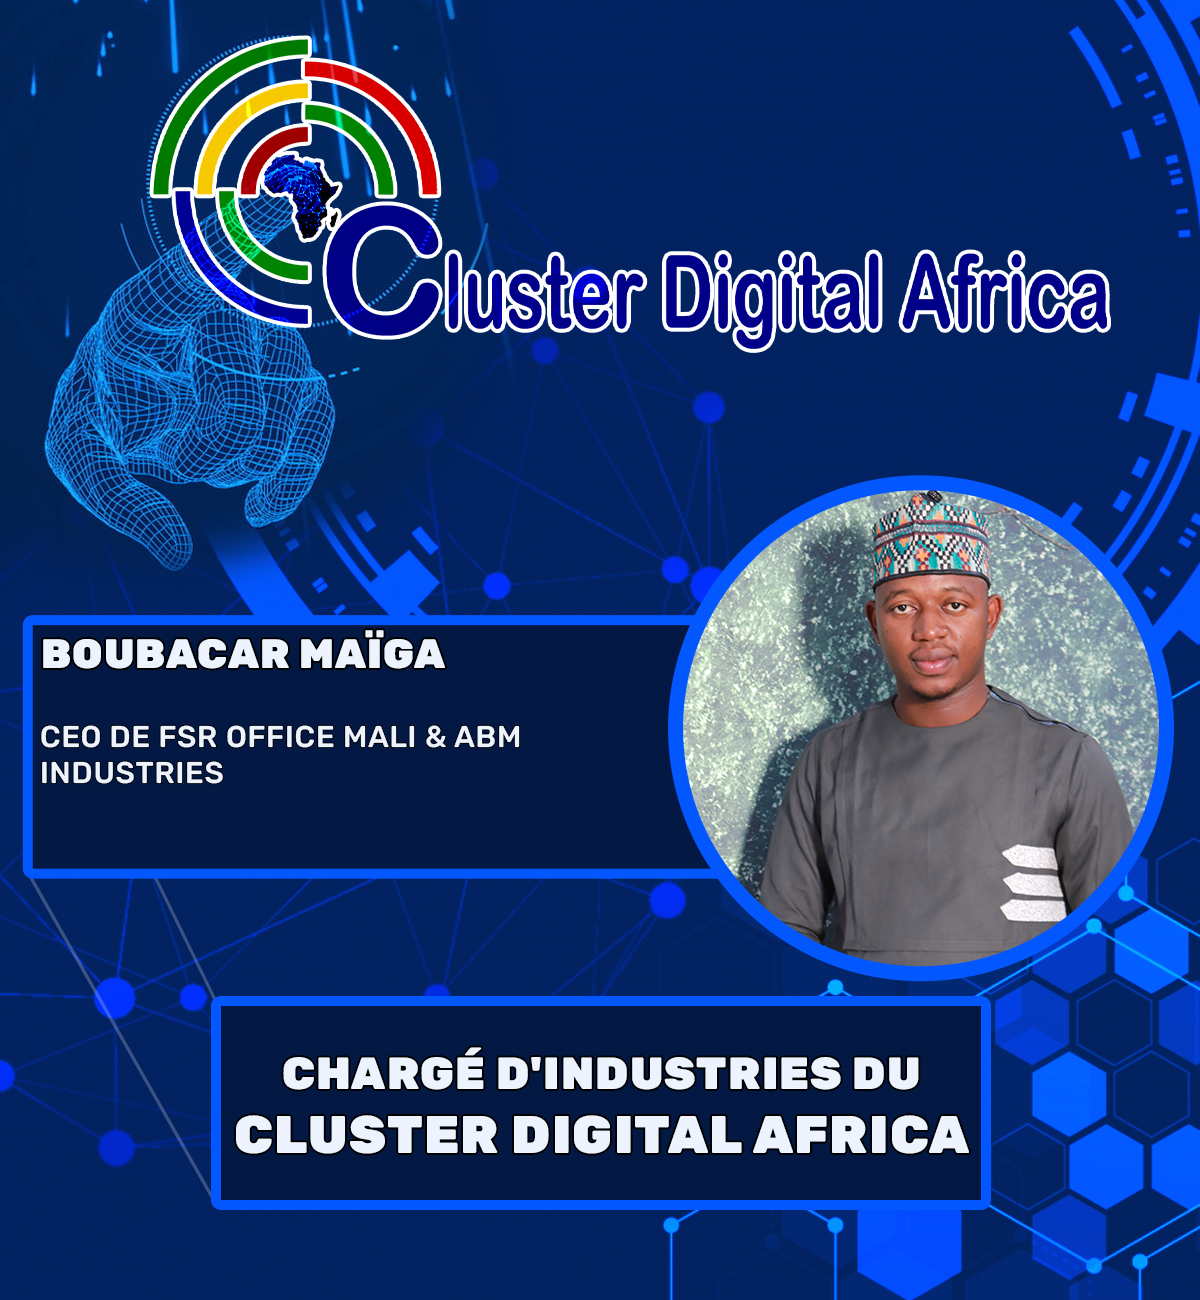 Cluster Digital Africa
BOUBACAR MAÏGA
CEO DE FSR OFFICE MALI & ABM
INDUSTRIES
CHARGÉ D'INDUSTRIES DU
CLUSTER DIGITAL AFRICA